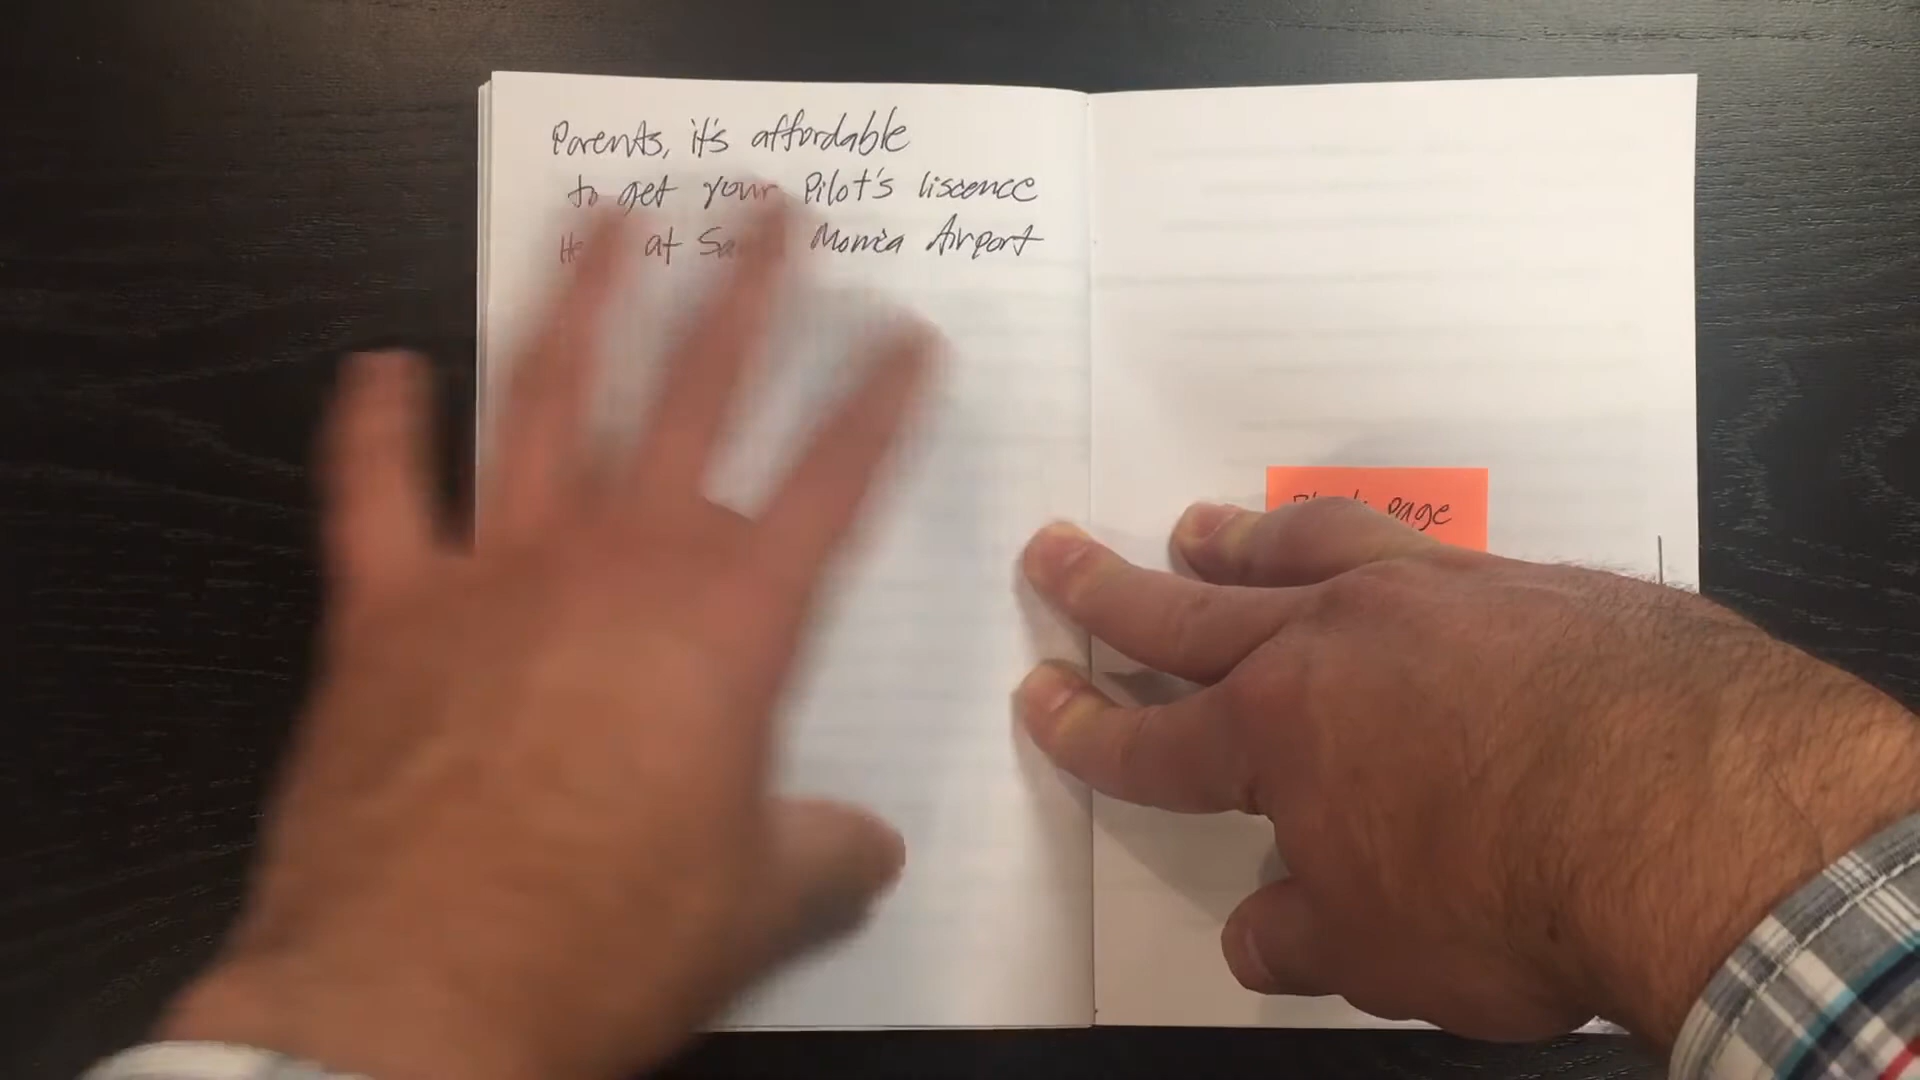 Parents, it's affordable
to get your Pilot's liscence
at Monica Airport
page